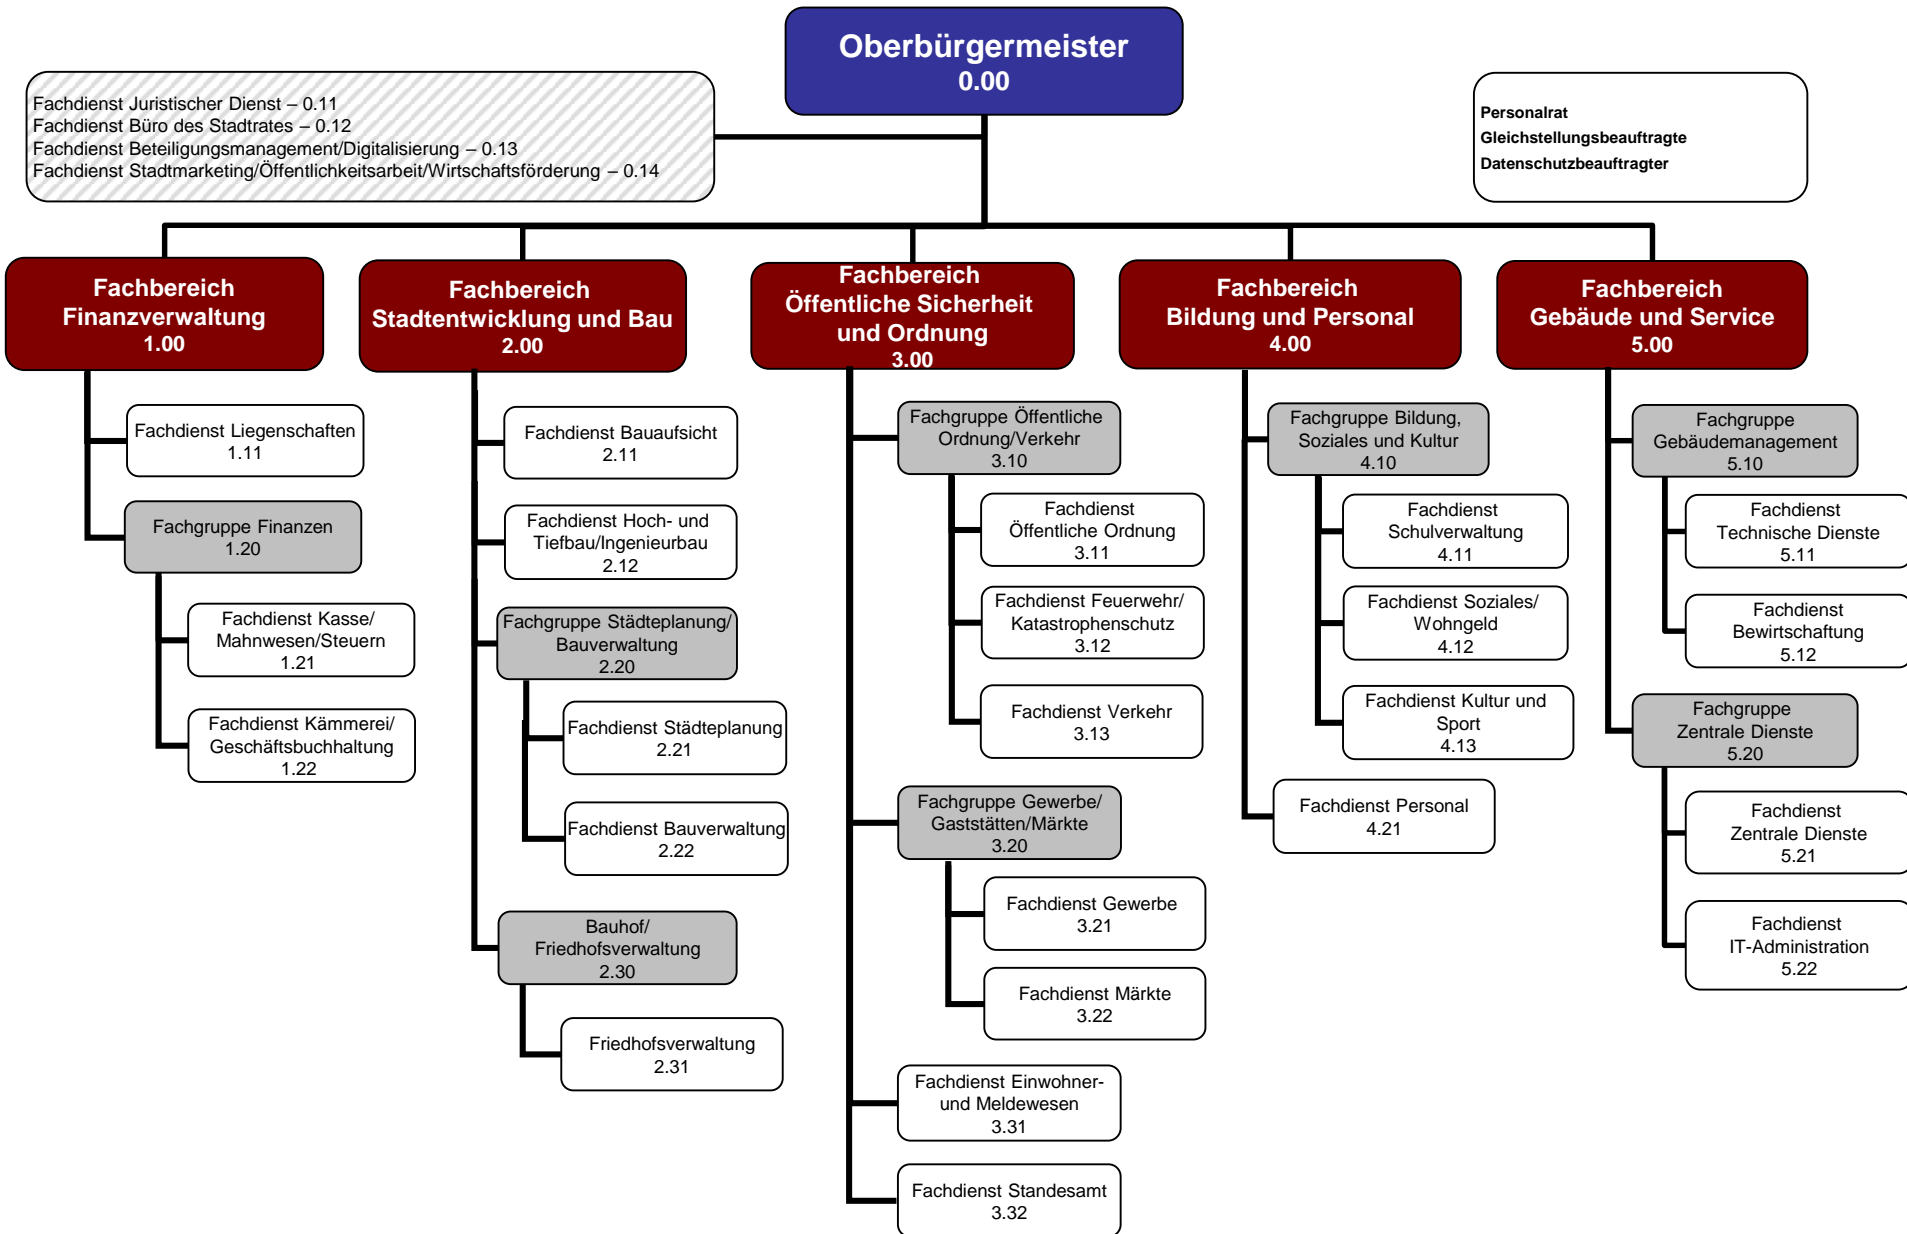 Oberbürgermeister
0.00
Fachdienst Juristischer Dienst – 0.11
Fachdienst Büro des Stadtrates – 0.12
Fachdienst Beteiligungsmanagement/Digitalisierung – 0.13
Fachdienst Stadtmarketing/Öffentlichkeitsarbeit/Wirtschaftsförderung – 0.14
Personalrat
Gleichstellungsbeauftragte
Datenschutzbeauftragter
Fachbereich
Finanzverwaltung
1.00
Fachdienst Liegenschaften
1.11
Fachgruppe Finanzen
1.20
Fachdienst Kasse/
Mahnwesen/Steuern
1.21
Fachdienst Kämmerei/
Geschäftsbuchhaltung
1.22
Fachbereich
Stadtentwicklung und Bau
2.00
Fachdienst Bauaufsicht
2.11
Fachdienst Hoch- und
Tiefbau/Ingenieurbau
2.12
Fachgruppe Städteplanung/
Bauverwaltung
2.20
Fachdienst Städteplanung
2.21
Fachdienst Bauverwaltung
2.22
Bauhof/
Friedhofsverwaltung
2.30
Friedhofsverwaltung
2.31
Fachbereich
Öffentliche Sicherheit
und Ordnung
3.00
Fachgruppe Öffentliche
Ordnung/Verkehr
3.10
Fachdienst
Öffentliche Ordnung
3.11
Fachdienst Feuerwehr/
Katastrophenschutz
3.12
Fachdienst Verkehr
3.13
Fachgruppe Gewerbe/
Gaststätten/Märkte
3.20
Fachdienst Gewerbe
3.21
Fachdienst Märkte
3.22
Fachdienst Einwohner-
und Meldewesen
3.31
Fachdienst Standesamt
3.32
Fachbereich
Bildung und Personal
4.00
Fachgruppe Bildung,
Soziales und Kultur
4.10
Fachdienst
Schulverwaltung
4.11
Fachdienst Soziales/
Wohngeld
4.12
Fachdienst Kultur und
Sport
4.13
Fachdienst Personal
4.21
Fachbereich
Gebäude und Service
5.00
Fachgruppe
Gebäudemanagement
5.10
Fachdienst
Technische Dienste
5.11
Fachdienst
Bewirtschaftung
5.12
Fachgruppe
Zentrale Dienste
5.20
Fachdienst
Zentrale Dienste
5.21
Fachdienst
IT-Administration
5.22